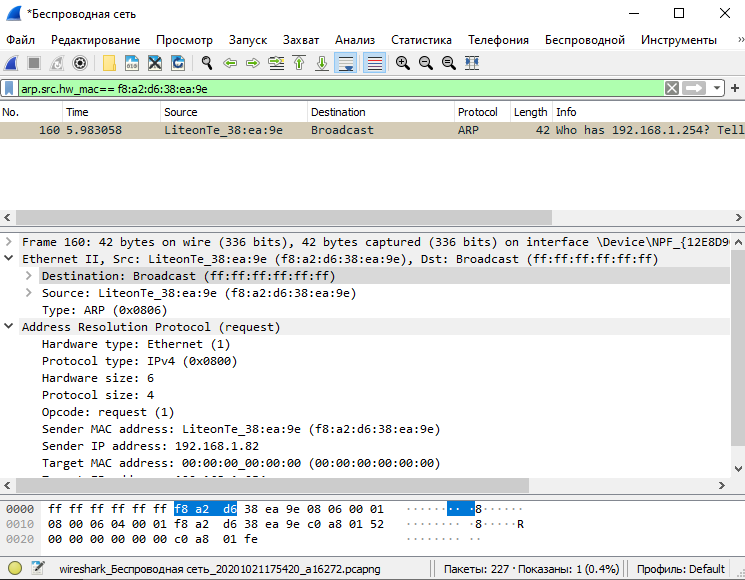 *Беспроводная сеть
Файл Редактирование Просмотр Запуск Захват Анализ Статистика Телефония Беспроводной Инструменты »
arp.src.hw_mac== f8:a2:d6:38:ea:9e
No. Time Source Destination Protocol Length Info
160 5.983058 LiteonTe_38:ea:9e Broadcast ARP 42 Who has 192.168.1.254? Tell
Frame 160: 42 bytes on wire (336 bits), 42 bytes captured (336 bits) on interface \Device\NPF_{12E8D9
Ethernet II, Src: LiteonTe_38:ea:9e (f8:a2:d6:38:ea:9e), Dst: Broadcast (ff:ff:ff:ff:ff:ff)
Destination: Broadcast (ff:ff:ff:ff:ff:ff)
Source: LiteonTe_38:ea:9e (f8:a2:d6:38:ea:9e)
Type: ARP (0x0806)
Address Resolution Protocol (request)
Hardware type: Ethernet (1)
Protocol type: IPv4 (0x0800)
Hardware size: 6
Protocol size: 4
Opcode: request (1)
Sender MAC address: LiteonTe_38:ea:9e (f8:a2:d6:38:ea:9e)
Sender IP address: 192.168.1.82
Target MAC address: 00:00:00_00:00:00 (00:00:00:00:00:00)
0000 ff ff ff ff ff ff f8 a2 d6 38 ea 9e 08 06 00 01 ········ ·8······
0010 08 00 06 04 00 01 f8 a2 d6 38 ea 9e c0 a8 01 52 ········ ·8·····R
0020 00 00 00 00 00 00 c0 a8 01 fe ········ ··
wireshark_Беспроводная сеть_20201021175420_a16272.pcapng Пакеты: 227 · Показаны: 1 (0.4%) Профиль: Default